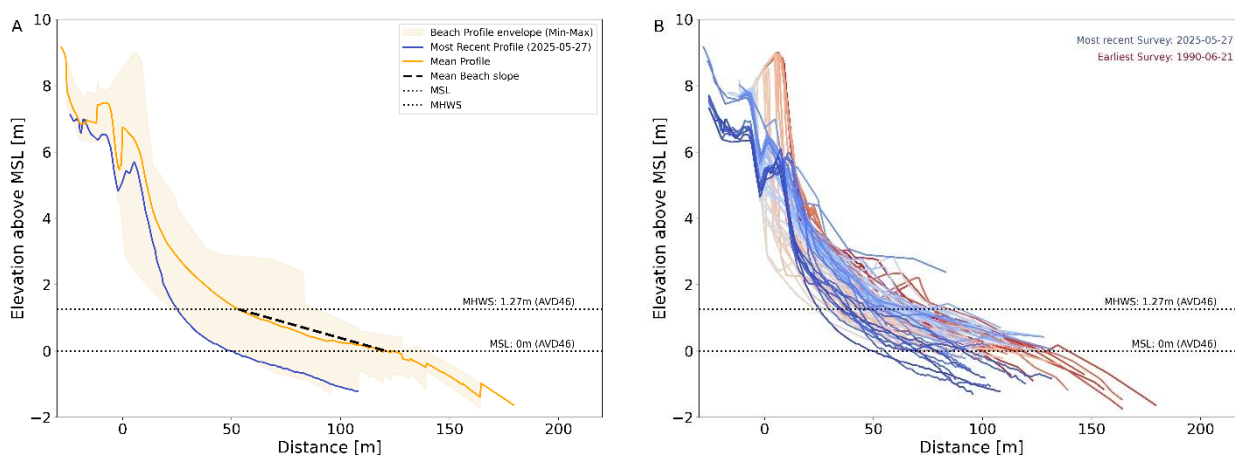 A
Elevation above MSL [m]
10
8
6
4
2
0
−2
Beach Profile envelope (Min-Max)
Most Recent Profile (2025-05-27)
Mean Profile
Mean Beach slope
MSL
MHWS
MHWS: 1.27m (AVD46)
MSL: 0m (AVD46)
0 50 100 150 200
Distance [m]
B
Elevation above MSL [m]
10
8
6
4
2
0
−2
Most recent Survey: 2025-05-27
Earliest Survey: 1990-06-21
MHWS: 1.27m (AVD46)
MSL: 0m (AVD46)
0 50 100 150 200
Distance [m]